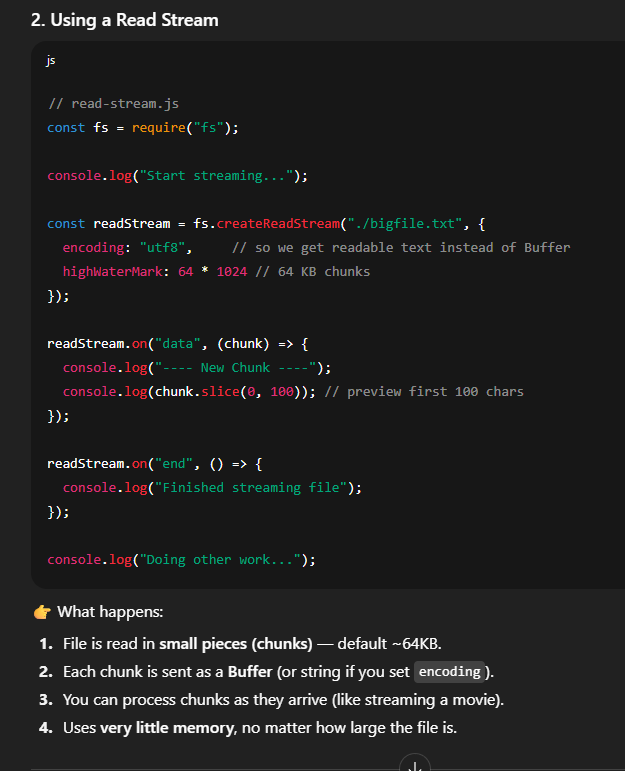 2. Using a Read Stream
js
// read-stream.js
const fs = require("fs");
console.log("Start streaming...");
const readStream = fs.createReadStream("./bigfile.txt", {
  encoding: "utf8",     // so we get readable text instead of Buffer
  highWaterMark: 64 * 1024 // 64 KB chunks
});
readStream.on("data", (chunk) => {
  console.log("---- New Chunk ----");
  console.log(chunk.slice(0, 100)); // preview first 100 chars
});
readStream.on("end", () => {
  console.log("Finished streaming file");
});
console.log("Doing other work...");
👉 What happens:
1. File is read in small pieces (chunks) — default ~64KB.
2. Each chunk is sent as a Buffer (or string if you set encoding).
3. You can process chunks as they arrive (like streaming a movie).
4. Uses very little memory, no matter how large the file is.